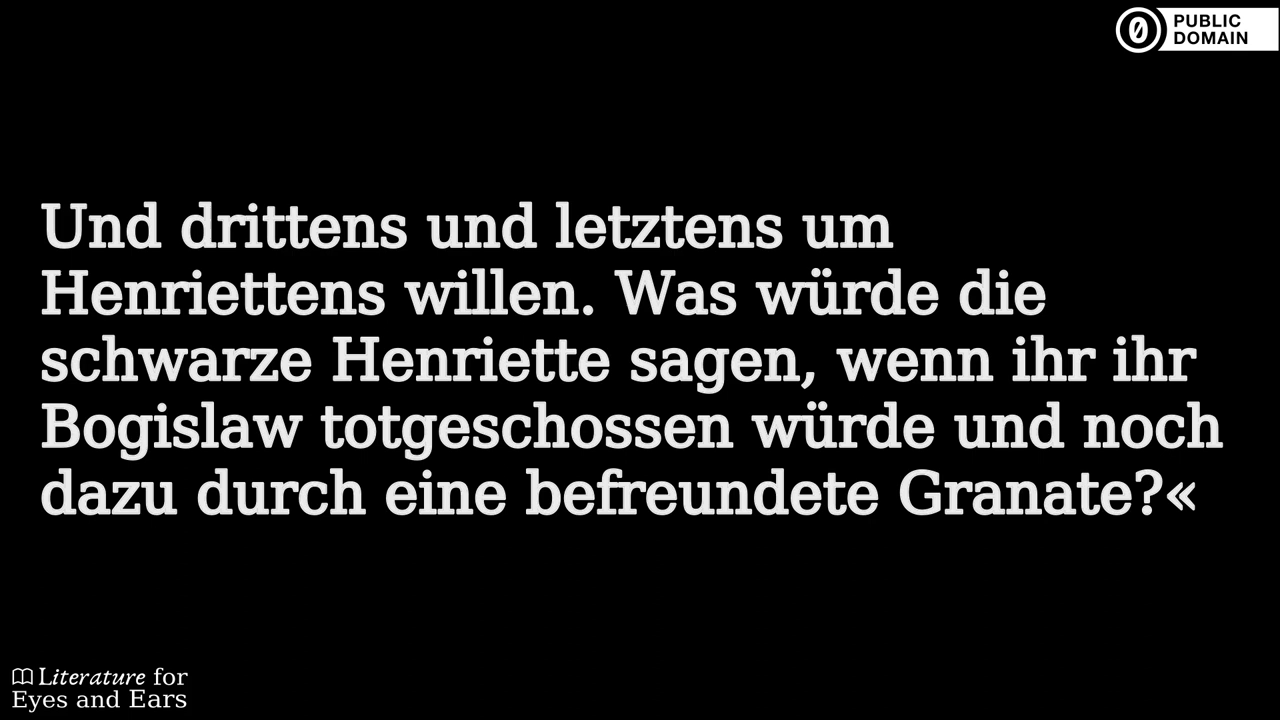 PUBLIC
DOMAIN
Und drittens und letztens um
Henriettens willen. Was würde die
schwarze Henriette sagen, wenn ihr ihr
Bogislaw totgeschossen würde und noch
dazu durch eine befreundete Granate?«
Literature for
Eyes and Ears